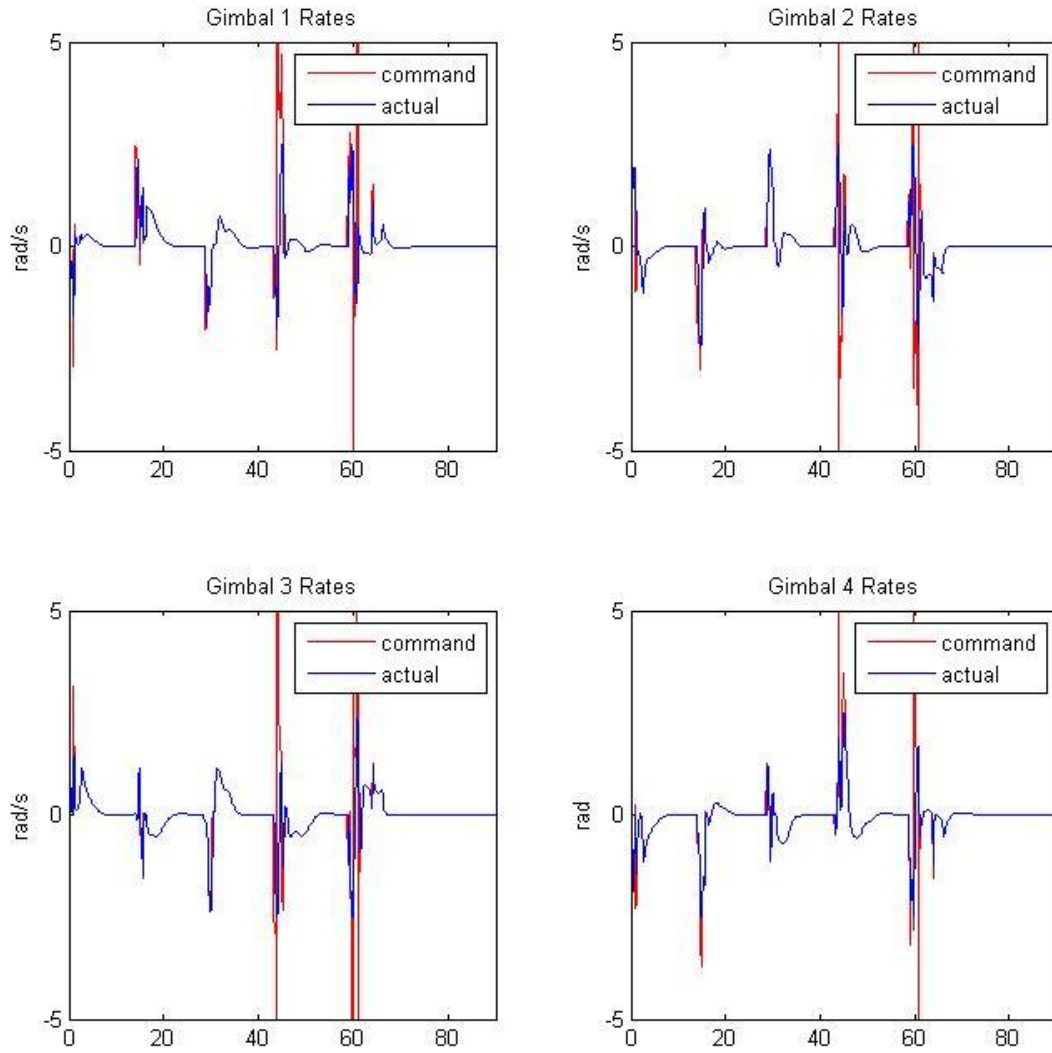 Gimbal 1 Rates
5
command
actual
rad/s
0
-5
0 20 40 60 80
Gimbal 2 Rates
5
command
actual
rad/s
0
-5
0 20 40 60 80
Gimbal 3 Rates
5
command
actual
rad/s
0
-5
0 20 40 60 80
Gimbal 4 Rates
5
command
actual
rad
0
-5
0 20 40 60 80